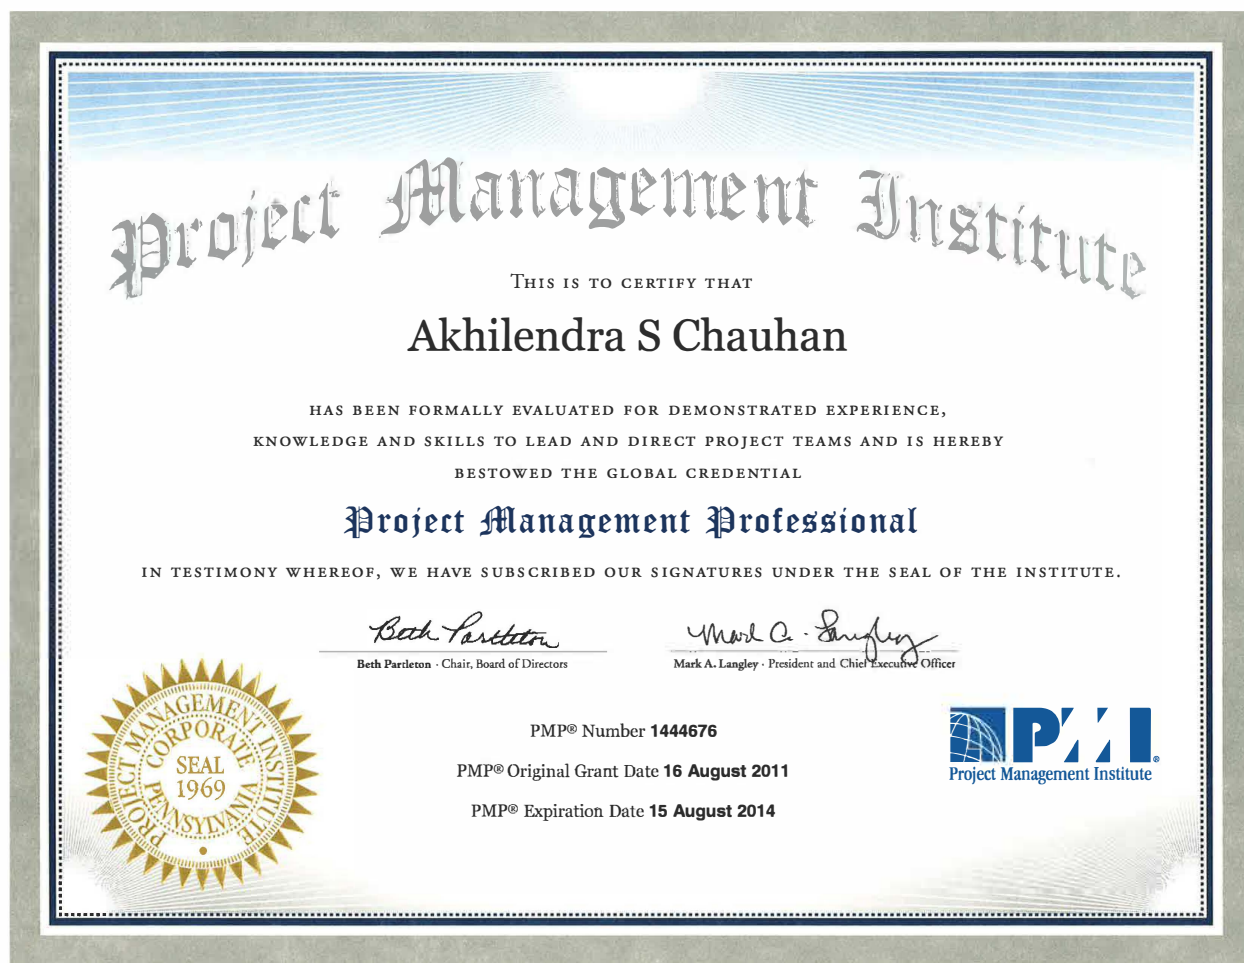 Project Management Institute
THIS IS TO CERTIFY THAT
Akhilendra S Chauhan
HAS BEEN FORMALLY EVALUATED FOR DEMONSTRATED EXPERIENCE,
KNOWLEDGE AND SKILLS TO LEAD AND DIRECT PROJECT TEAMS AND IS HEREBY
BESTOWED THE GLOBAL CREDENTIAL
Project Management Professional
IN TESTIMONY WHEREOF, WE HAVE SUBSCRIBED OUR SIGNATURES UNDER THE SEAL OF THE INSTITUTE.
Beth Partleton
Mark A. Langley
Beth Partleton · Chair, Board of Directors
Mark A. Langley · President and Chief Executive Officer
PROJECT MANAGEMENT INSTITUTE
CORPORATE
SEAL
1969
PENNSYLVANIA
PMP® Number 1444676
PMP® Original Grant Date 16 August 2011
PMP® Expiration Date 15 August 2014
PMI®
Project Management Institute